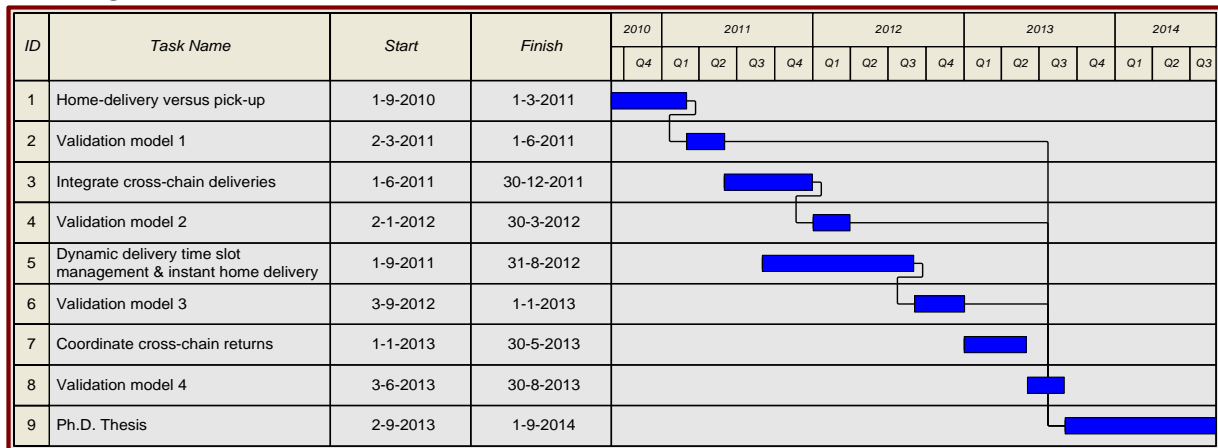 ID Task Name Start Finish 2010 2011 2012 2013 2014
Q4 Q1 Q2 Q3 Q4 Q1 Q2 Q3 Q4 Q1 Q2 Q3 Q4 Q1 Q2 Q3
1 Home-delivery versus pick-up 1-9-2010 1-3-2011
2 Validation model 1 2-3-2011 1-6-2011
3 Integrate cross-chain deliveries 1-6-2011 30-12-2011
4 Validation model 2 2-1-2012 30-3-2012
5 Dynamic delivery time slot
management & instant home delivery 1-9-2011 31-8-2012
6 Validation model 3 3-9-2012 1-1-2013
7 Coordinate cross-chain returns 1-1-2013 30-5-2013
8 Validation model 4 3-6-2013 30-8-2013
9 Ph.D. Thesis 2-9-2013 1-9-2014